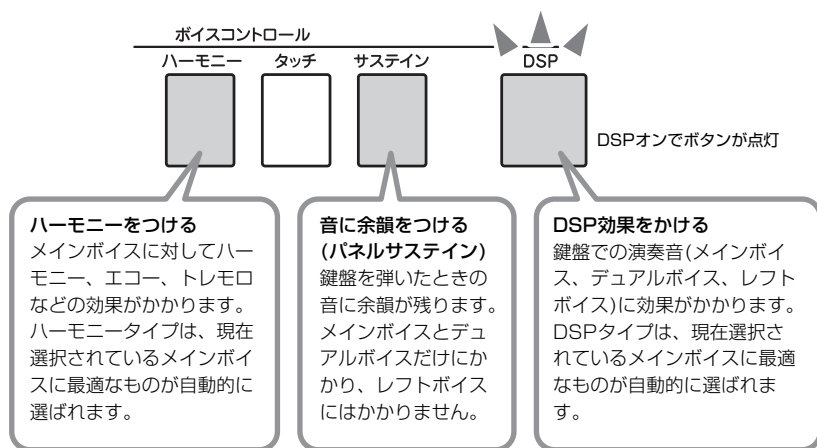 ボイスコントロール
ハーモニー タッチ サステイン DSP
DSPオンでボタンが点灯
ハーモニーをつける
メインボイスに対してハー
モニー、エコー、トレモロ
などの効果がかかります。
ハーモニータイプは、現在
選択されているメインボイ
スに最適なものが自動的に
選ばれます。
音に余韻をつける
(パネルサステイン)
鍵盤を弾いたときの
音に余韻が残ります。
メインボイスとデュ
アルボイスだけにか
かり、レフトボイス
にはかかりません。
DSP効果をかける
鍵盤での演奏音(メインボイ
ス、デュアルボイス、レフト
ボイス)に効果がかかります。
DSPタイプは、現在選択さ
れているメインボイスに最適
なものが自動的に選ばれま
す。